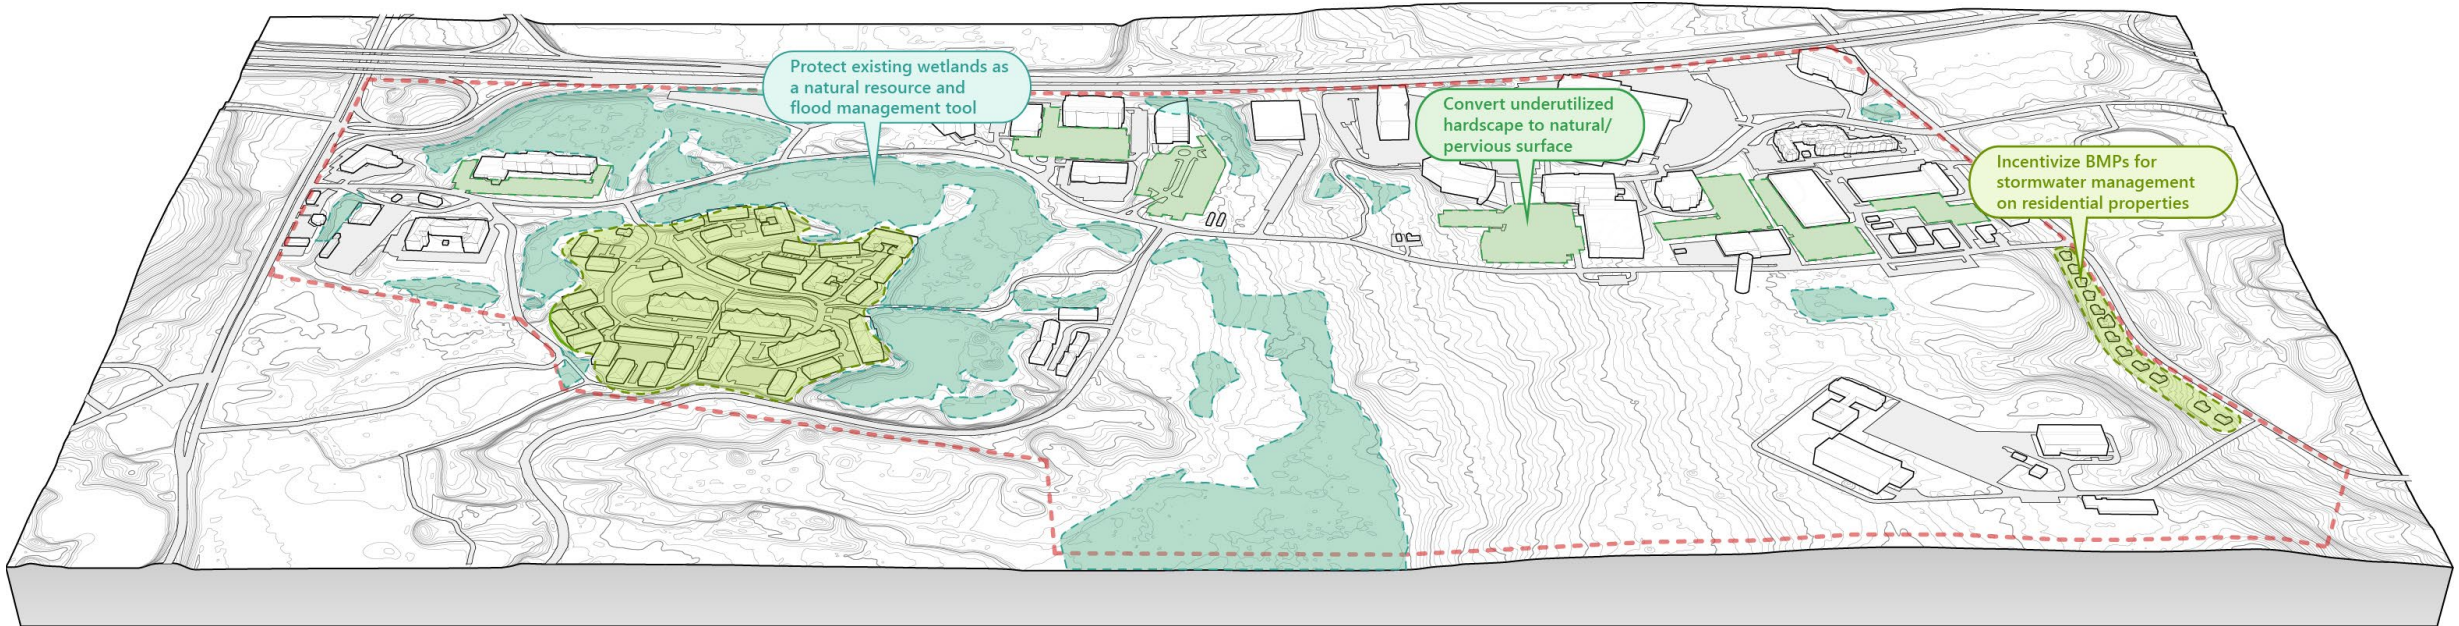 Protect existing wetlands as
a natural resource and
flood management tool
Convert underutilized
hardscape to natural/
pervious surface
Incentivize BMPs for
stormwater management
on residential properties